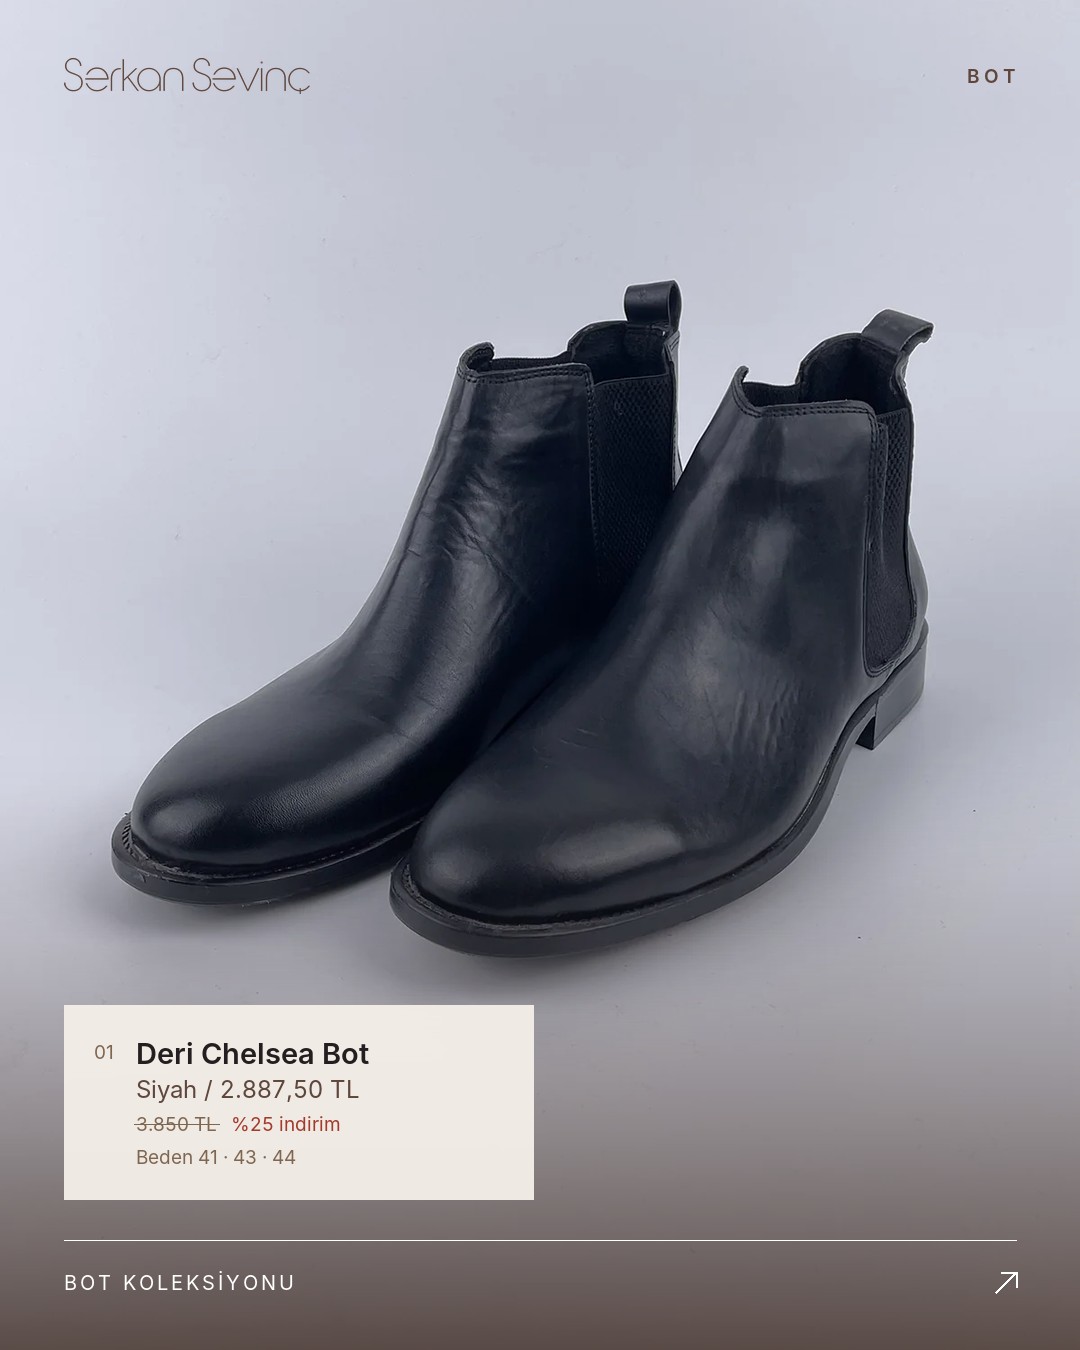 Serkan Sevinç
BOT
01
Deri Chelsea Bot
Siyah / 2.887,50 TL
3.850 TL %25 indirim
Beden 41 · 43 · 44
BOT KOLEKSİYONU